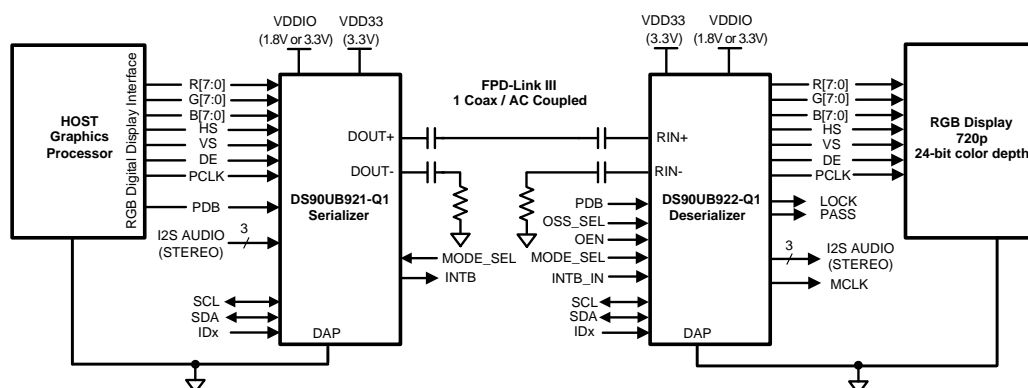 VDDIO
(1.8V or 3.3V)
VDD33
(3.3V)
VDD33
(3.3V)
VDDIO
(1.8V or 3.3V)
HOST
Graphics
Processor
RGB Digital Display Interface
R[7:0]
G[7:0]
B[7:0]
HS
VS
DE
PCLK
PDB
3
I2S AUDIO
(STEREO)
SCL
SDA
IDx
DOUT+
DOUT-
DS90UB921-Q1
Serializer
DAP
MODE_SEL
INTB
FPD-Link III
1 Coax / AC Coupled
RIN+
RIN-
DS90UB922-Q1
Deserializer
DAP
PDB
OSS_SEL
OEN
MODE_SEL
INTB_IN
SCL
SDA
IDx
R[7:0]
G[7:0]
B[7:0]
HS
VS
DE
PCLK
LOCK
PASS
3
I2S AUDIO
(STEREO)
MCLK
RGB Display
720p
24-bit color depth